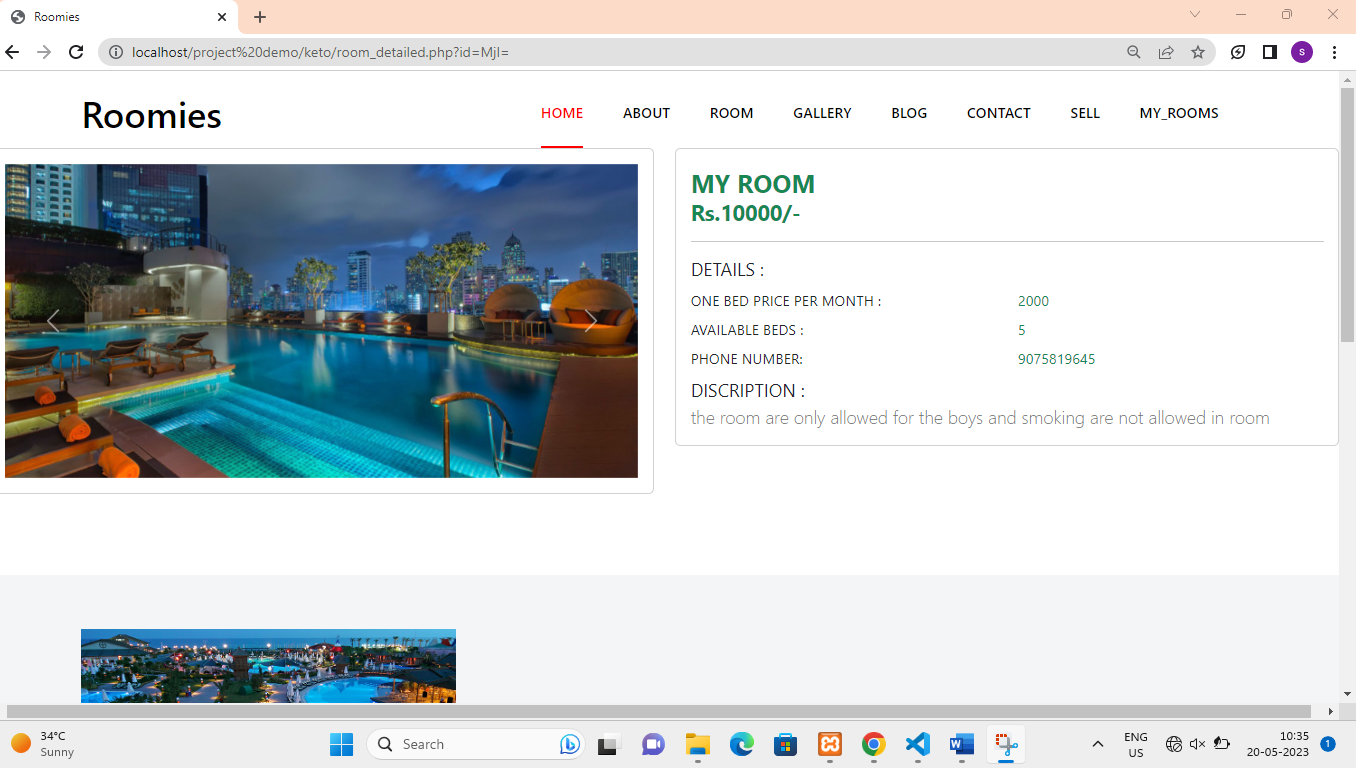 Roomies
localhost/project%20demo/keto/room_detailed.php?id=MjI=
s
Roomies
HOME ABOUT ROOM GALLERY BLOG CONTACT SELL MY_ROOMS
MY ROOM
Rs.10000/-
DETAILS :
ONE BED PRICE PER MONTH : 2000
AVAILABLE BEDS : 5
PHONE NUMBER: 9075819645
DISCRIPTION :
the room are only allowed for the boys and smoking are not allowed in room
34°C
Sunny
Search
ENG
US
10:35
20-05-2023
1